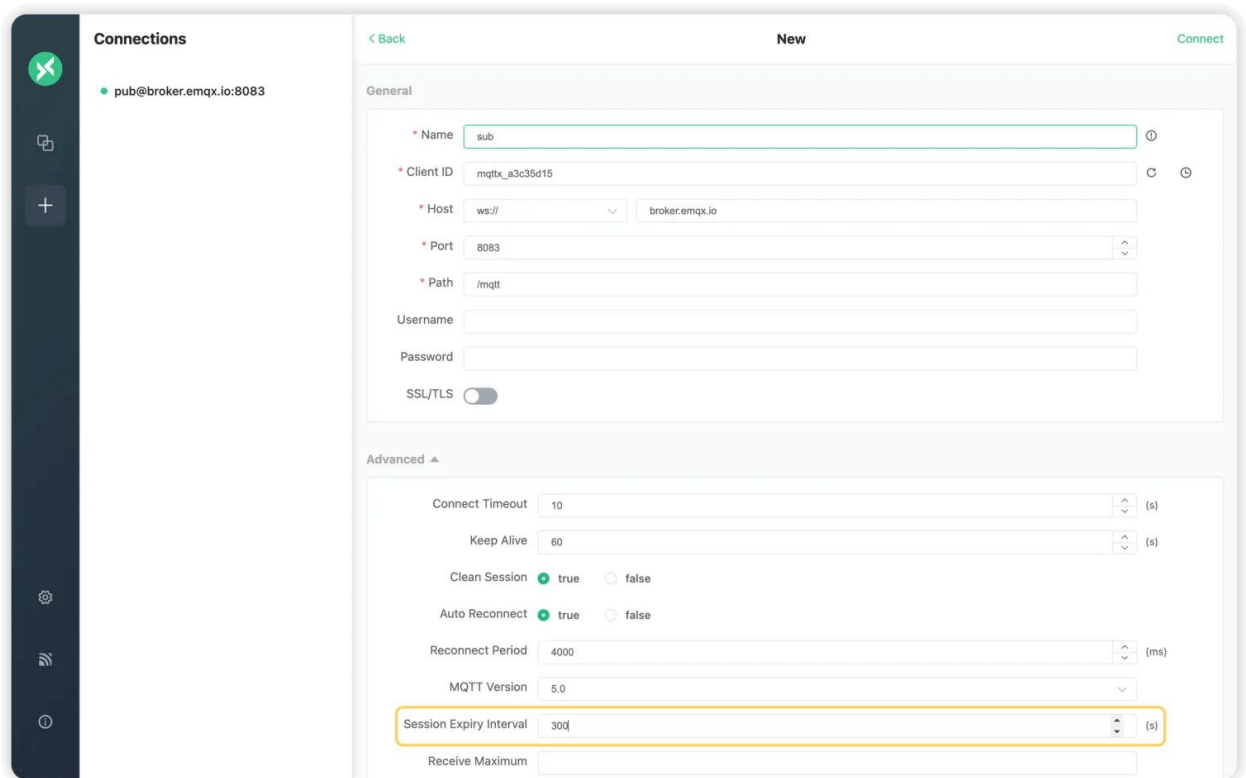 Connections
pub@broker.emqx.io:8083
< Back
New
Connect
General
* Name sub
* Client ID mqttx_a3c35d15
* Host ws:// broker.emqx.io
* Port 8083
* Path /mqtt
Username
Password
SSL/TLS
Advanced
Connect Timeout 10 (s)
Keep Alive 60 (s)
Clean Session true false
Auto Reconnect true false
Reconnect Period 4000 (ms)
MQTT Version 5.0
Session Expiry Interval 300 (s)
Receive Maximum